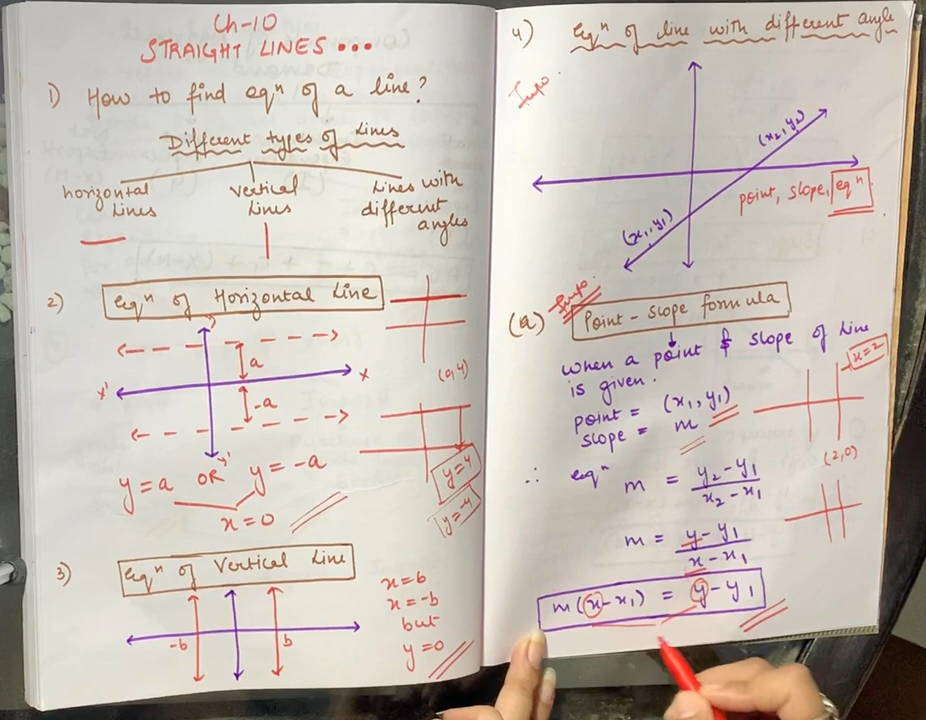 Ch-10
STRAIGHT LINES...
1) How to find eqⁿ of a line?
Different types of lines
horizontal lines
vertical lines
Lines with different angles
2) eqⁿ of Horizontal Line
a
x' x
-a
y'
(0,4)
y=a OR y=-a
x=0
y=4
y=-4
3) eqⁿ of Vertical Line
-b b
x=b
x=-b
but
y=0
4) eqⁿ of line with different angle
Info
(x₂,y₂)
(x₁,y₁)
point, slope, eqⁿ
Info
(a) Point-slope formula
when a point & slope of line
is given.
x=2
point = (x₁,y₁)
slope = m
(2,0)
∴ eqⁿ m = y₂-y₁/x₂-x₁
m = y-y₁/x-x₁
m(x-x₁) = y-y₁